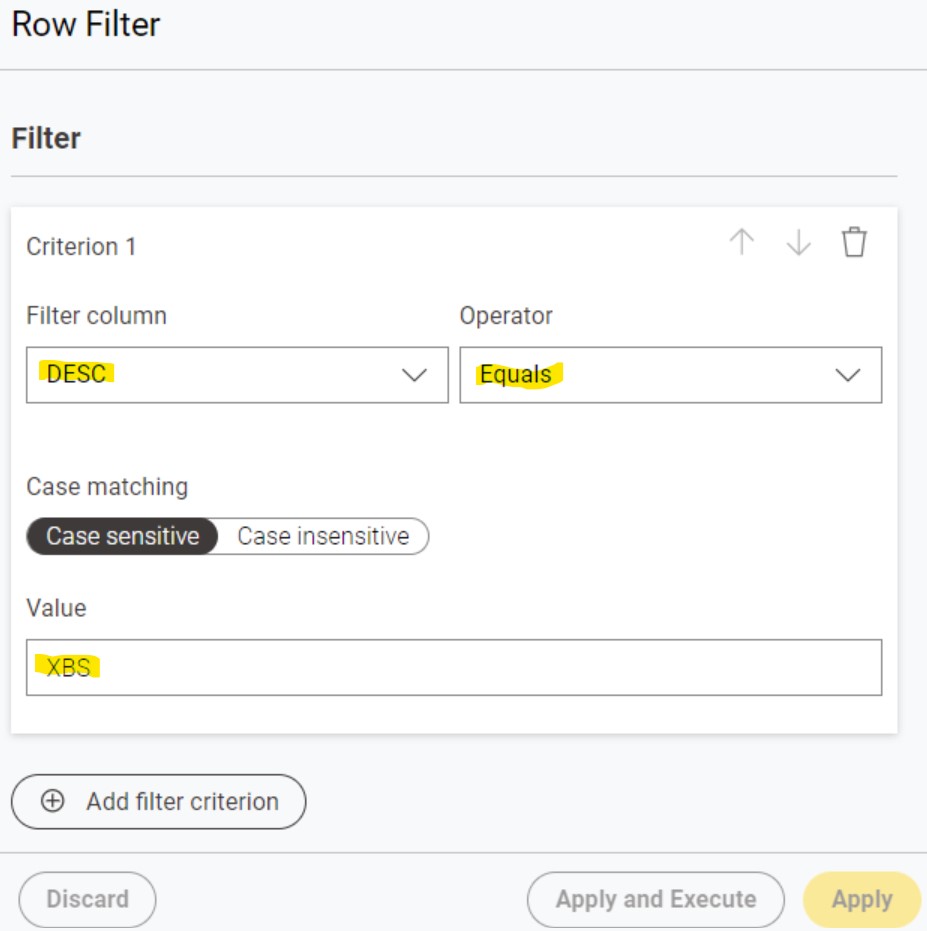 Row Filter
Filter
Criterion 1
Filter column Operator
DESC Equals
Case matching
Case sensitive Case insensitive
Value
XBS
Add filter criterion
Discard Apply and Execute Apply